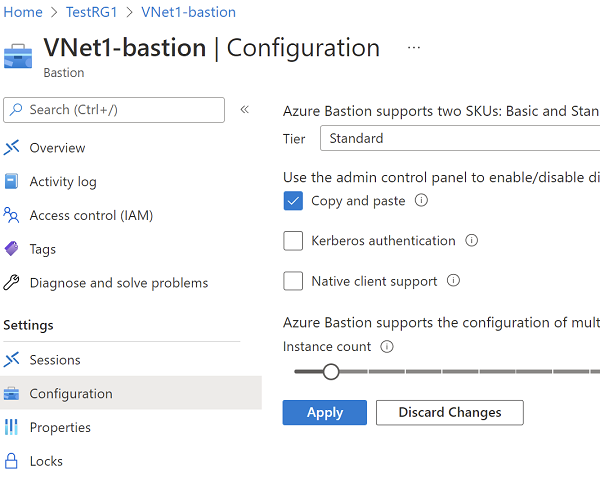 Home > TestRG1 > VNet1-bastion
VNet1-bastion | Configuration ...
Bastion
Search (Ctrl+/) «
Overview
Activity log
Access control (IAM)
Tags
Diagnose and solve problems
Settings
Sessions
Configuration
Properties
Locks
Azure Bastion supports two SKUs: Basic and Stan
Tier Standard
Use the admin control panel to enable/disable di
Copy and paste
Kerberos authentication
Native client support
Azure Bastion supports the configuration of mult
Instance count
Apply Discard Changes